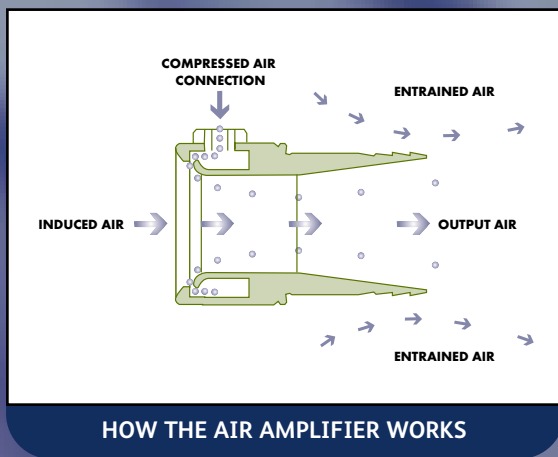 COMPRESSED AIR
CONNECTION
ENTRAINED AIR
INDUCED AIR
OUTPUT AIR
ENTRAINED AIR
HOW THE AIR AMPLIFIER WORKS